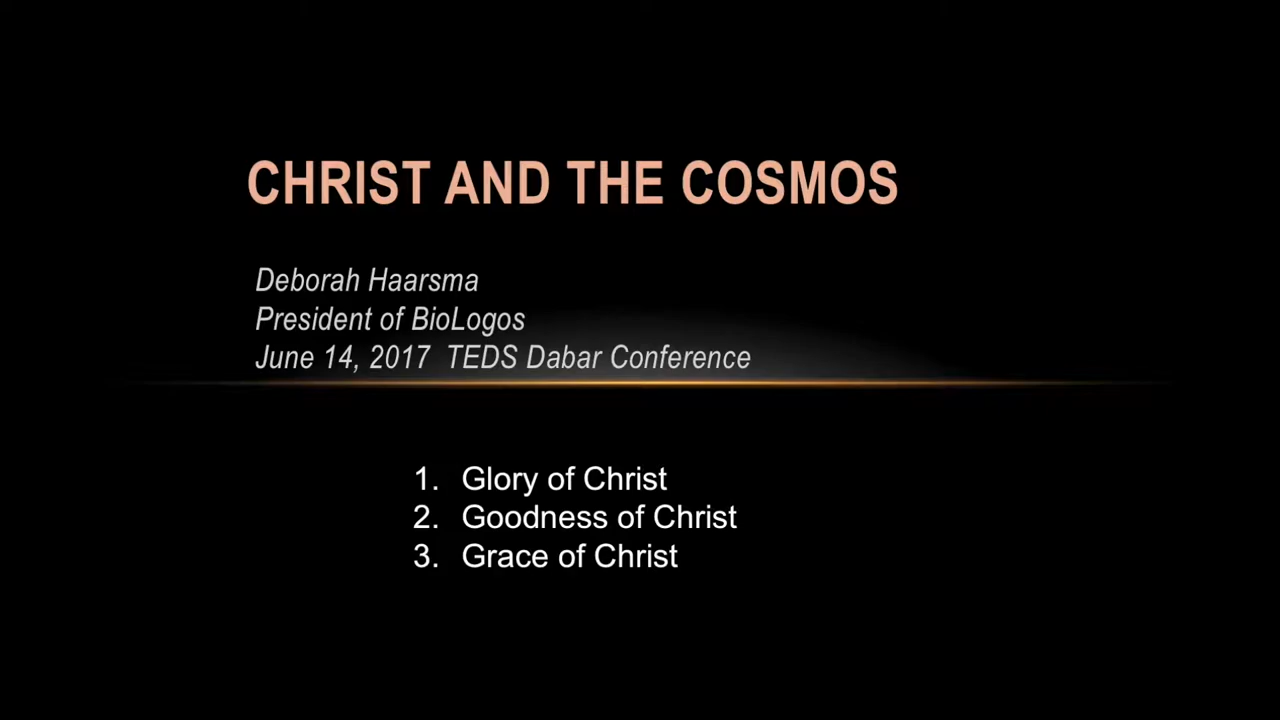 CHRIST AND THE COSMOS
Deborah Haarsma
President of BioLogos
June 14, 2017 TEDS Dabar Conference
1. Glory of Christ
2. Goodness of Christ
3. Grace of Christ